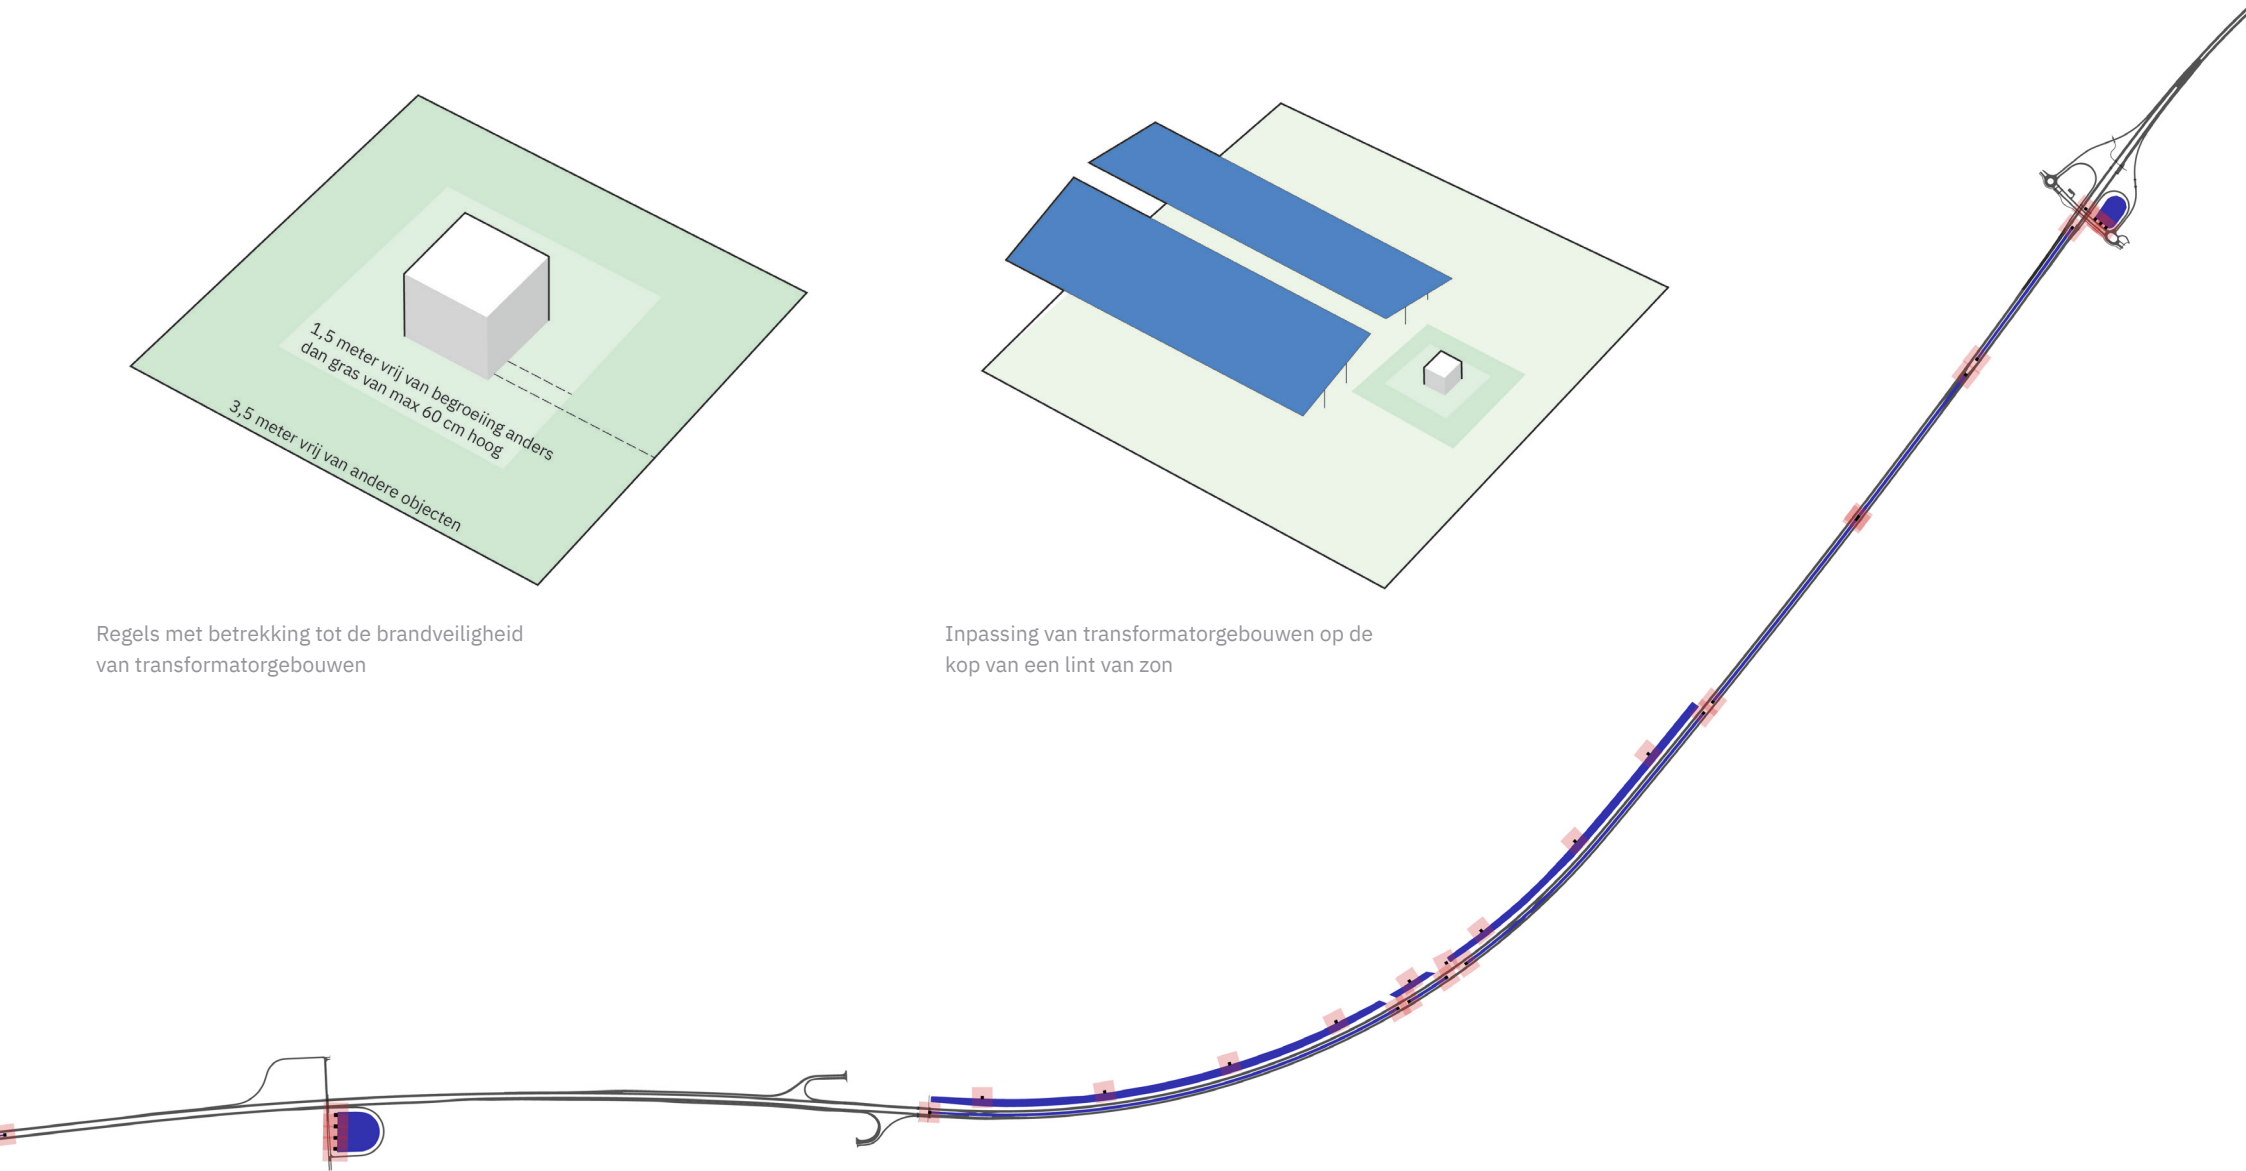 1,5 meter vrij van begroeiing anders
dan gras van max 60 cm hoog
3,5 meter vrij van andere objecten
Regels met betrekking tot de brandveiligheid
van transformatorgebouwen
Inpassing van transformatorgebouwen op de
kop van een lint van zon